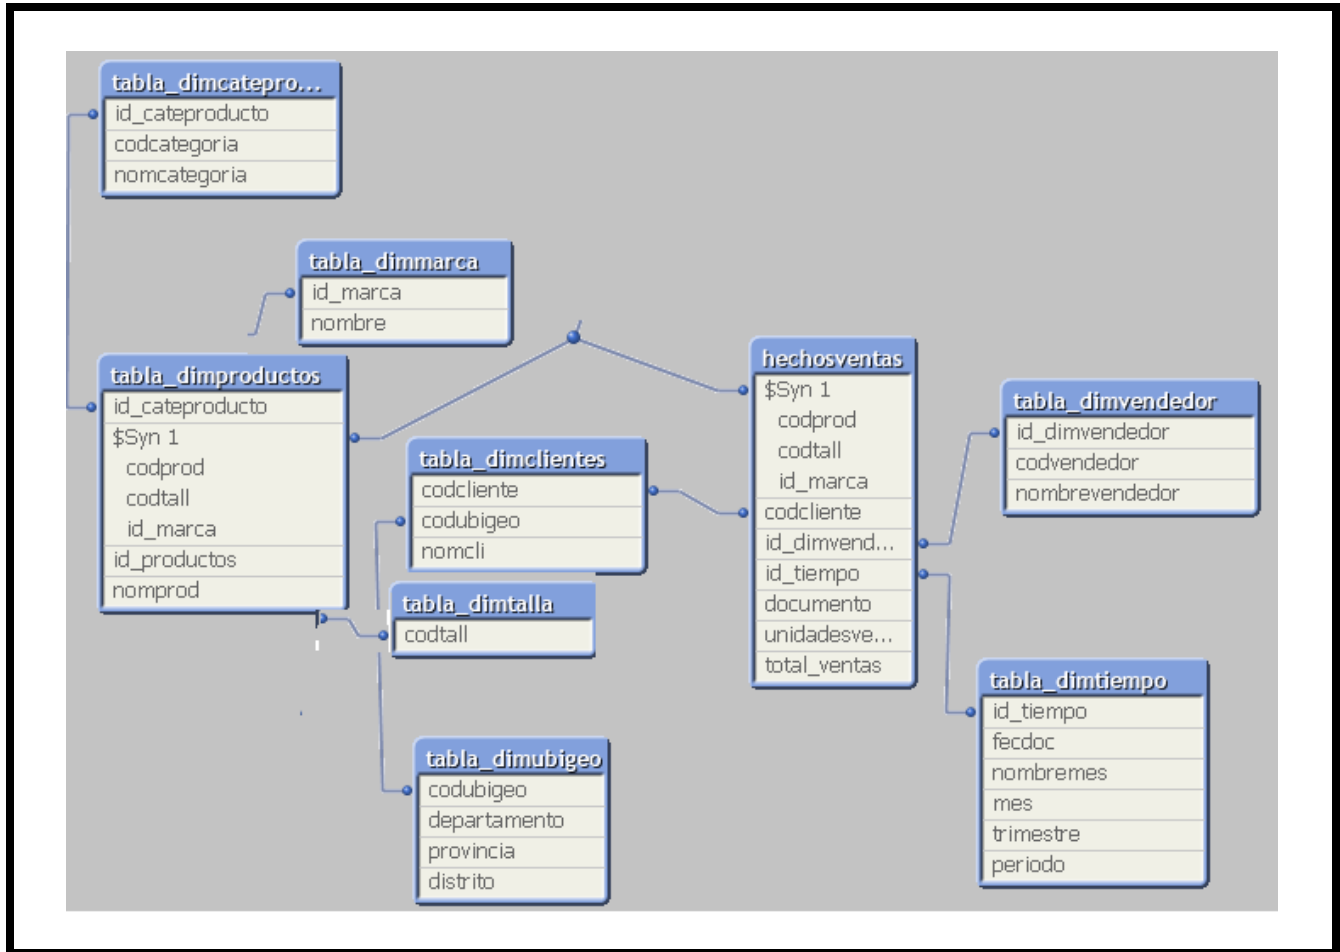 tabla_dimcatepro...
id_cateproducto
codcategoria
nomcategoria
tabla_dimmarca
id_marca
nombre
tabla_dimproductos
id_cateproducto
$Syn 1
codprod
codtall
id_marca
id_productos
nomprod
tabla_dimclientes
codcliente
codubigeo
nomcli
tabla_dimtalla
codtall
tabla_dimubigeo
codubigeo
departamento
provincia
distrito
hechosventas
$Syn 1
codprod
codtall
id_marca
codcliente
id_dimvend...
id_tiempo
documento
unidadesve...
total_ventas
tabla_dimvendedor
id_dimvendedor
codvendedor
nombrevendedor
tabla_dimtiempo
id_tiempo
fecdoc
nombremes
mes
trimestre
periodo